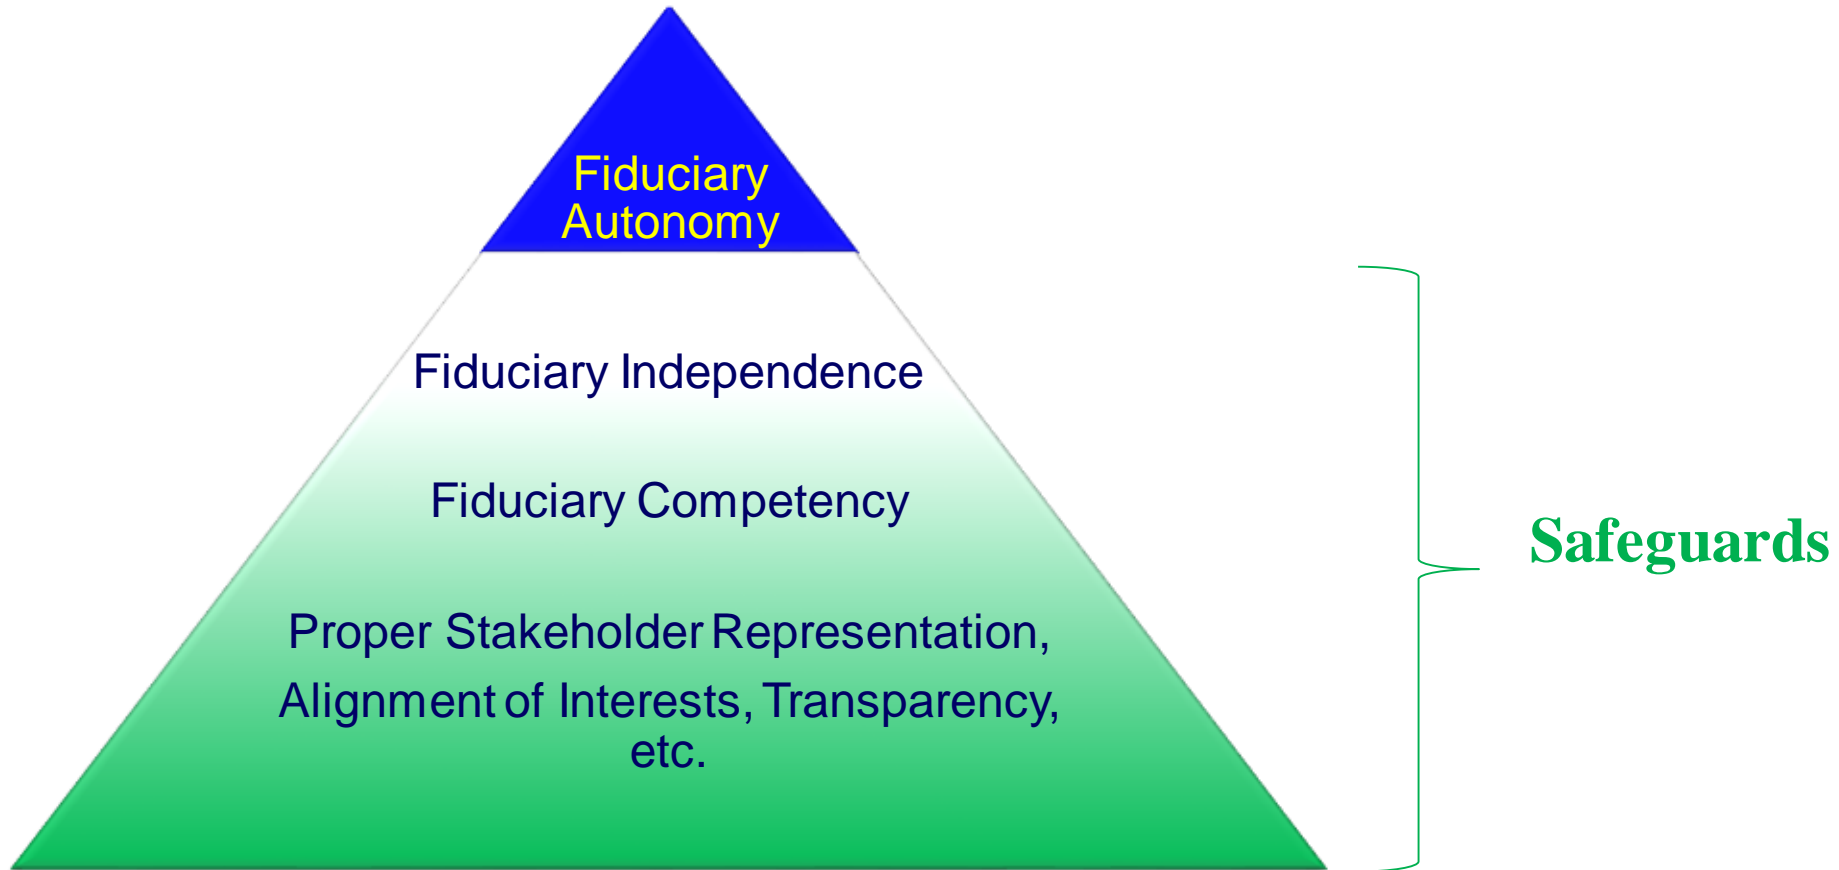 Fiduciary
Autonomy
Fiduciary Independence
Fiduciary Competency
Proper Stakeholder Representation,
Alignment of Interests, Transparency,
etc.
Safeguards